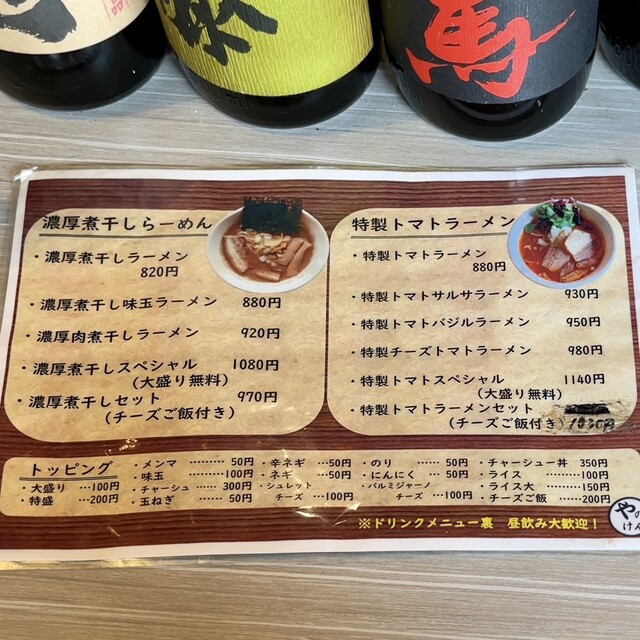 馬
濃厚煮干しらーめん
・濃厚煮干しラーメン
820円
・濃厚煮干し味玉ラーメン 880円
・濃厚肉煮干しラーメン 920円
・濃厚煮干しスペシャル 1080円
(大盛り無料)
・濃厚煮干しセット 970円
(チーズご飯付き)
特製トマトラーメン
・特製トマトラーメン
880円
・特製トマトサルサラーメン 930円
・特製トマトバジルラーメン 950円
・特製チーズトマトラーメン 980円
・特製トマトスペシャル 1140円
(大盛り無料)
・特製トマトラーメンセット
(チーズご飯付き) 1030円
トッピング
・大盛り ……100円
・特盛 ……200円
・メンマ ………50円
・味玉 ………100円
・チャーシュ ……300円
・玉ねぎ ………50円
・辛ネギ …50円
・ネギ ……50円
・シュレット
チーズ …100円
・のり …… 50円
・にんにく … 50円
・パルミジャーノ
チーズ …100円
・チャーシュー丼 350円
・ライス ………100円
・ライス大 ………150円
・チーズご飯 ……200円
※ドリンクメニュー裏 昼飲み大歓迎！
やの
けん